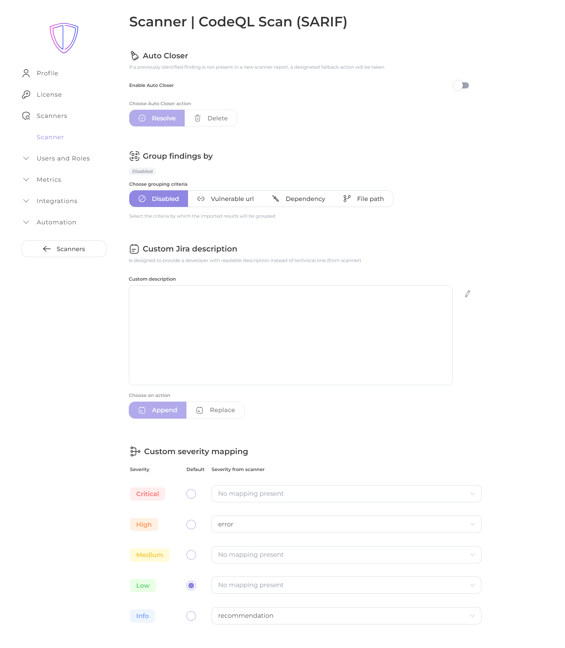 Scanner | CodeQL Scan (SARIF)
Profile
License
Scanners
Scanner
Users and Roles
Metrics
Integrations
Automation
Scanners
Auto Closer
If a previously identified finding is not present in a new scanner report, a designated fallback action will be taken
Enable Auto Closer
Choose Auto Closer action
Resolve Delete
Group findings by
Disabled
Choose grouping criteria
Disabled Vulnerable url Dependency File path
Select the criteria by which the imported results will be grouped
Custom Jira description
Is designed to provide a developer with readable description instead of technical one (from scanner)
Custom description
Choose an action
Append Replace
Custom severity mapping
Severity Default Severity from scanner
Critical No mapping present
High error
Medium No mapping present
Low No mapping present
Info recommendation